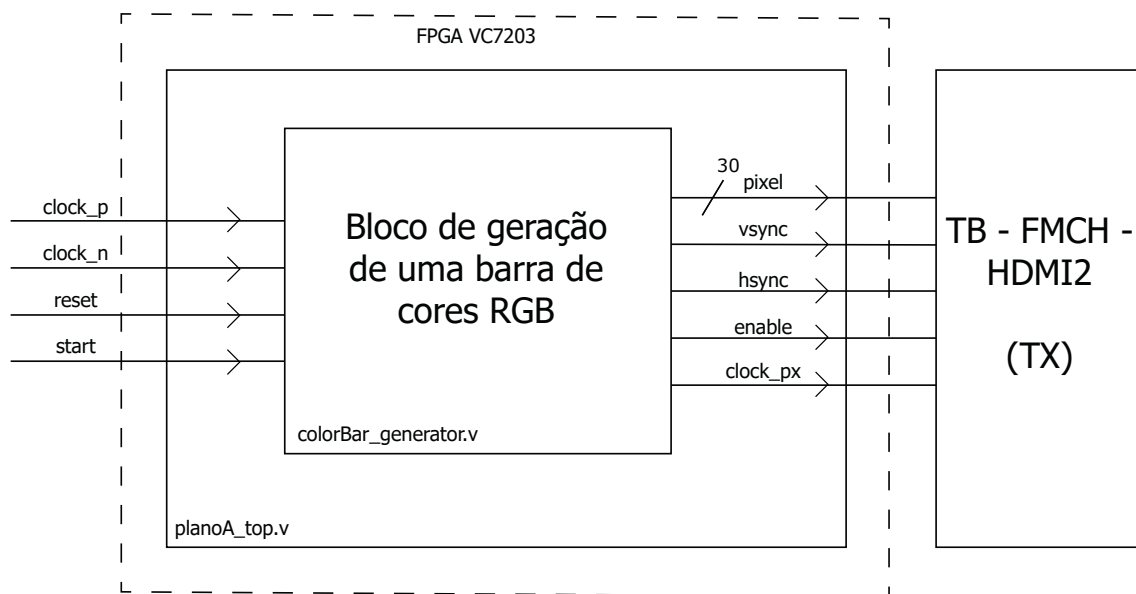 FPGA VC7203
clock_p
clock_n
reset
start
Bloco de geração
de uma barra de
cores RGB
colorBar_generator.v
planoA_top.v
30
pixel
vsync
hsync
enable
clock_px
TB - FMCH -
HDMI2
(TX)